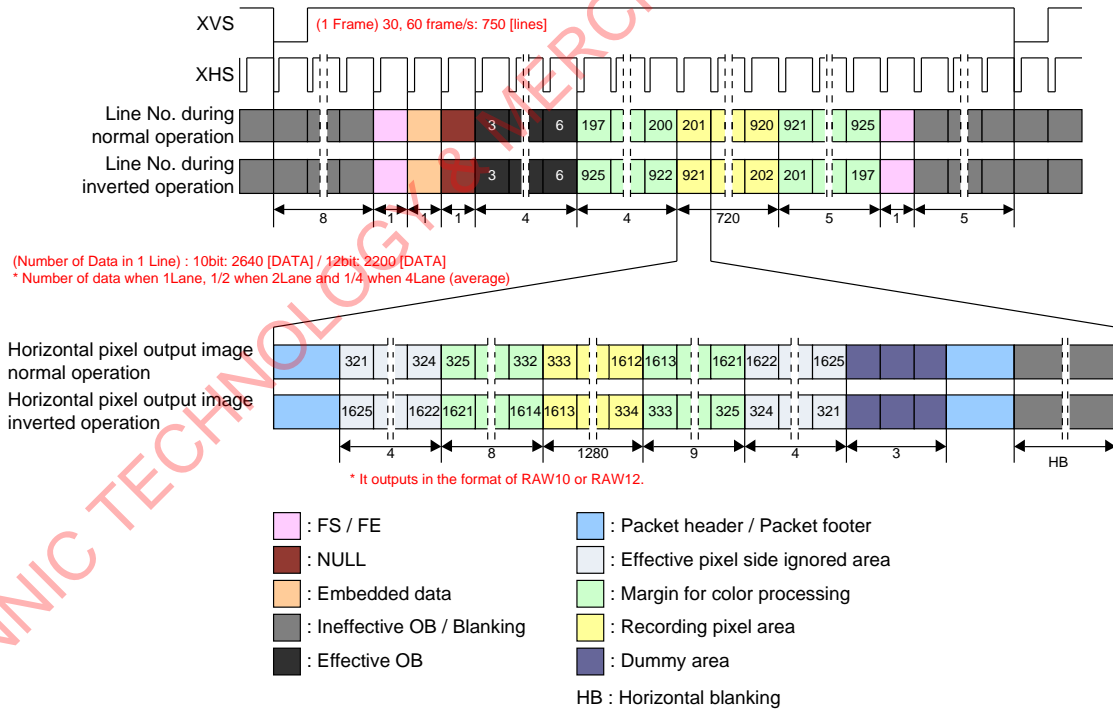 XVS
(1 Frame) 30, 60 frame/s: 750 [lines]
XHS
Line No. during
normal operation
3 6 197 200 201 920 921 925
Line No. during
inverted operation
3 6 925 922 921 202 201 197
8 1 1 1 4 4 720 5 1 5
(Number of Data in 1 Line) : 10bit: 2640 [DATA] / 12bit: 2200 [DATA]
* Number of data when 1Lane, 1/2 when 2Lane and 1/4 when 4Lane (average)
Horizontal pixel output image
normal operation
321 324 325 332 333 1612 1613 1621 1622 1625
Horizontal pixel output image
inverted operation
1625 1622 1621 1614 1613 334 333 325 324 321
4 8 1280 9 4 3 HB
* It outputs in the format of RAW10 or RAW12.
: FS / FE
: NULL
: Embedded data
: Ineffective OB / Blanking
: Effective OB
: Packet header / Packet footer
: Effective pixel side ignored area
: Margin for color processing
: Recording pixel area
: Dummy area
HB : Horizontal blanking
NNIC TECHNOLOGY & MERCH